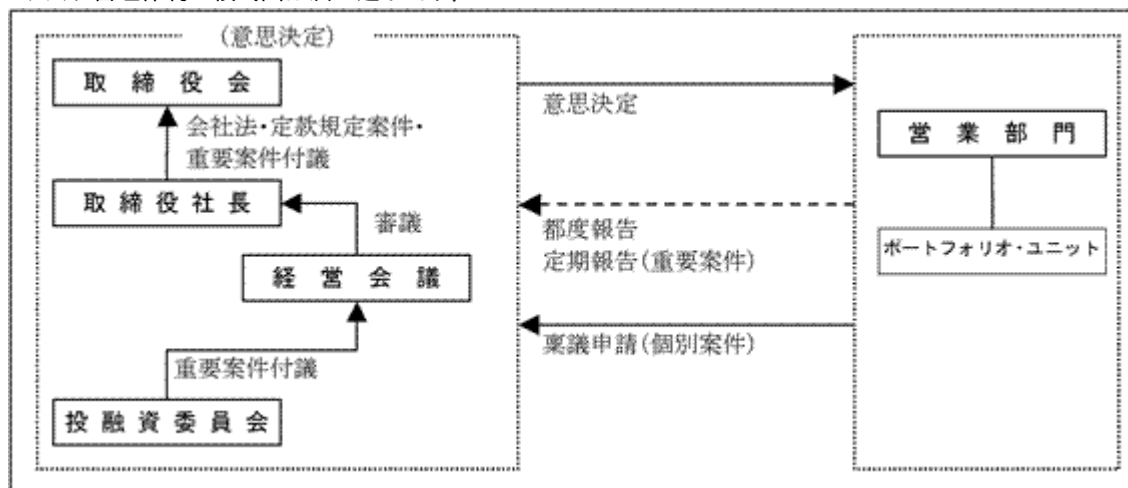 (意思決定)
取締役会
会社法・定款規定案件・
重要案件付議
取締役社長
審議
経営会議
重要案件付議
投融資委員会
意思決定
都度報告
定期報告(重要案件)
稟議申請(個別案件)
営業部門
ポートフォリオ・ユニット